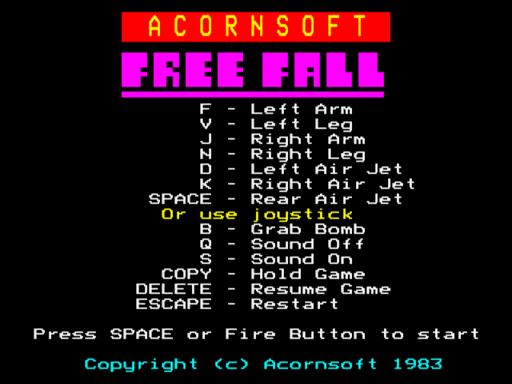 ACORNSOFT
FREE FALL
F - Left Arm
V - Left Leg
J - Right Arm
N - Right Leg
D - Left Air Jet
K - Right Air Jet
SPACE - Rear Air Jet
Or use joystick
B - Grab Bomb
Q - Sound Off
S - Sound On
COPY - Hold Game
DELETE - Resume Game
ESCAPE - Restart
Press SPACE or Fire Button to start
Copyright (c) Acornsoft 1983